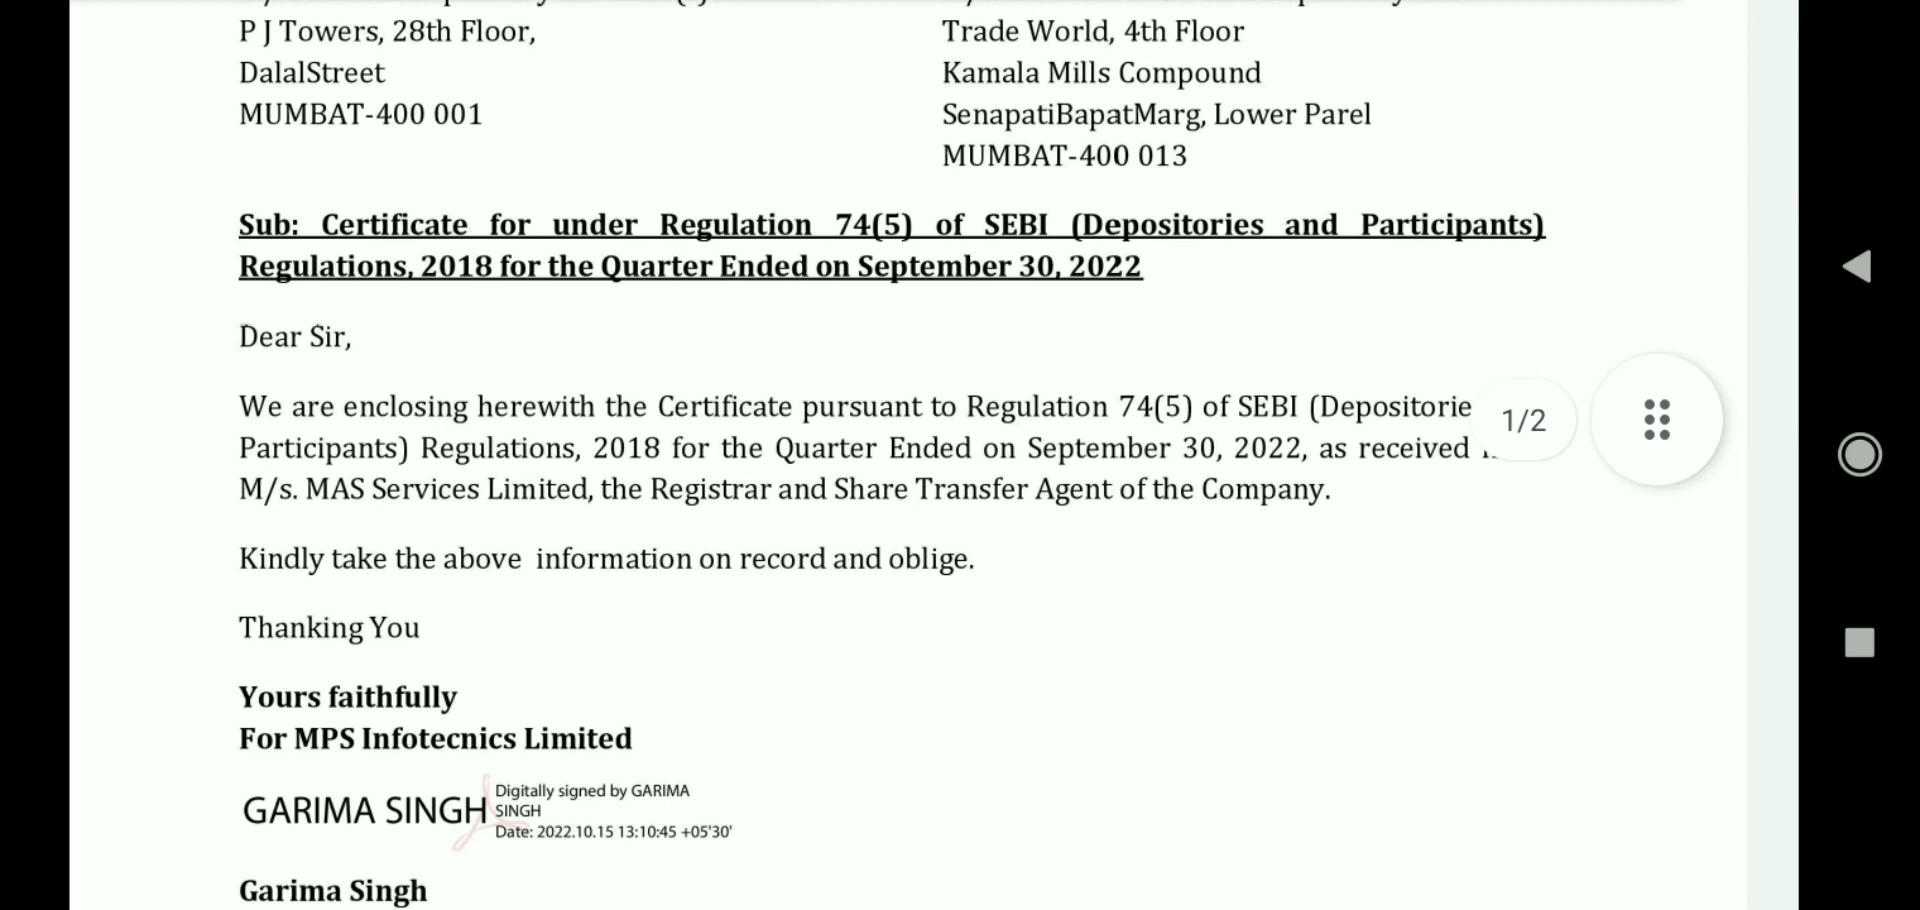 P J Towers, 28th Floor,
DalalStreet
MUMBAT-400 001
Trade World, 4th Floor
Kamala Mills Compound
SenapatiBapatMarg, Lower Parel
MUMBAT-400 013
Sub: Certificate for under Regulation 74(5) of SEBI (Depositories and Participants)
Regulations, 2018 for the Quarter Ended on September 30, 2022
Dear Sir,
We are enclosing herewith the Certificate pursuant to Regulation 74(5) of SEBI (Depositorie
Participants) Regulations, 2018 for the Quarter Ended on September 30, 2022, as received
M/s. MAS Services Limited, the Registrar and Share Transfer Agent of the Company.
1/2
Kindly take the above information on record and oblige.
Thanking You
Yours faithfully
For MPS Infotecnics Limited
GARIMA SINGH
Digitally signed by GARIMA
SINGH
Date: 2022.10.15 13:10:45 +05'30'
Garima Singh